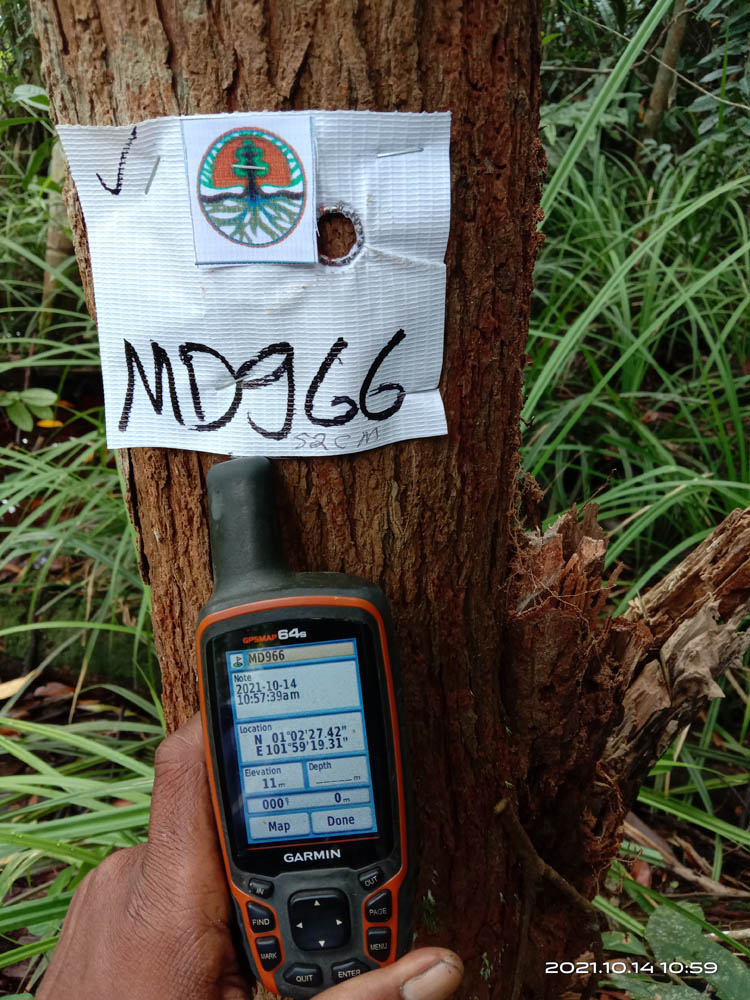 MD966
52CM
GPSMAP 64s
MD966
Note
2021-10-14
10:57:39am
Location
N 01°02'27.42"
E 101°59'19.31"
Elevation
11m
Depth
_____m
000°
0m
Map
Done
GARMIN
IN
OUT
FIND
PAGE
MARK
MENU
QUIT
ENTER
2021.10.14 10:59